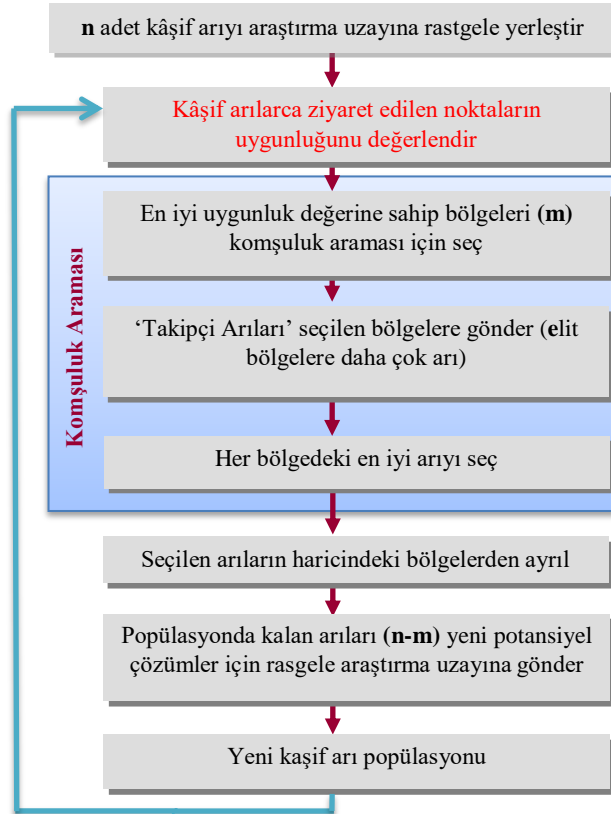 n adet kâşif arıyı araştırma uzayına rastgele yerleştir
Kâşif arılarca ziyaret edilen noktaların
uygunluğunu değerlendir
Komşuluk Araması
En iyi uygunluk değerine sahip bölgeleri (m)
komşuluk araması için seç
‘Takipçi Arıları’ seçilen bölgelere gönder (elit
bölgelere daha çok arı)
Her bölgedeki en iyi arıyı seç
Seçilen arıların haricindeki bölgelerden ayrıl
Popülasyonda kalan arıları (n-m) yeni potansiyel
çözümler için rasgele araştırma uzayına gönder
Yeni kaşif arı popülasyonu